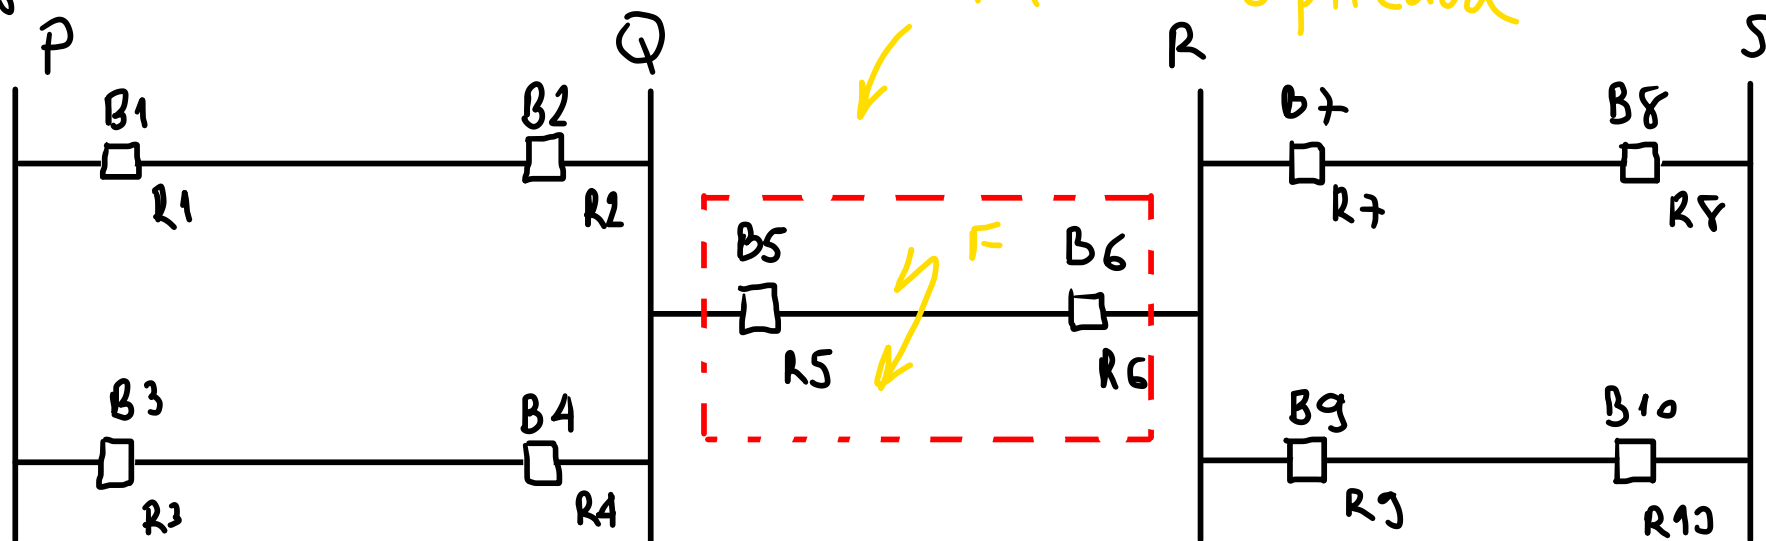 P Q R S
B1 B2 B7 B8
R1 R2 R7 R8
B5 F B6
R5 R6
B3 B4 B9 B10
R3 R4 R9 R10